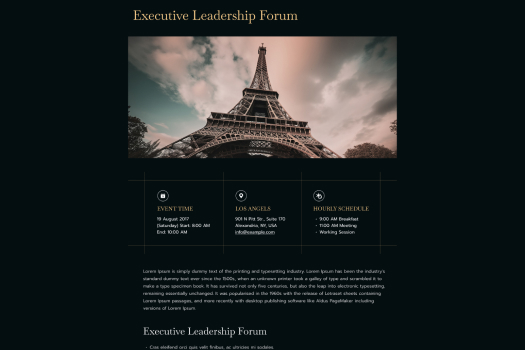 Executive Leadership Forum
EVENT TIME
19 August 2017
(Saturday) Start: 8:00 AM
End: 10:00 AM
LOS ANGELS
901 N Pitt Str., Suite 170
Alexandria, NY, USA
info@example.com
HOURLY SCHEDULE
- 9:00 AM Breakfast
- 11:00 AM Meeting
- Working Session
Lorem Ipsum is simply dummy text of the printing and typesetting industry. Lorem Ipsum has been the industry's
standard dummy text ever since the 1500s, when an unknown printer took a galley of type and scrambled it to
make a type specimen book. It has survived not only five centuries, but also the leap into electronic typesetting,
remaining essentially unchanged. It was popularised in the 1960s with the release of Letraset sheets containing
Lorem Ipsum passages, and more recently with desktop publishing software like Aldus PageMaker including
versions of Lorem Ipsum.
Executive Leadership Forum
- Cras eleifend orci quis velit finibus, ac ultricies mi sodales